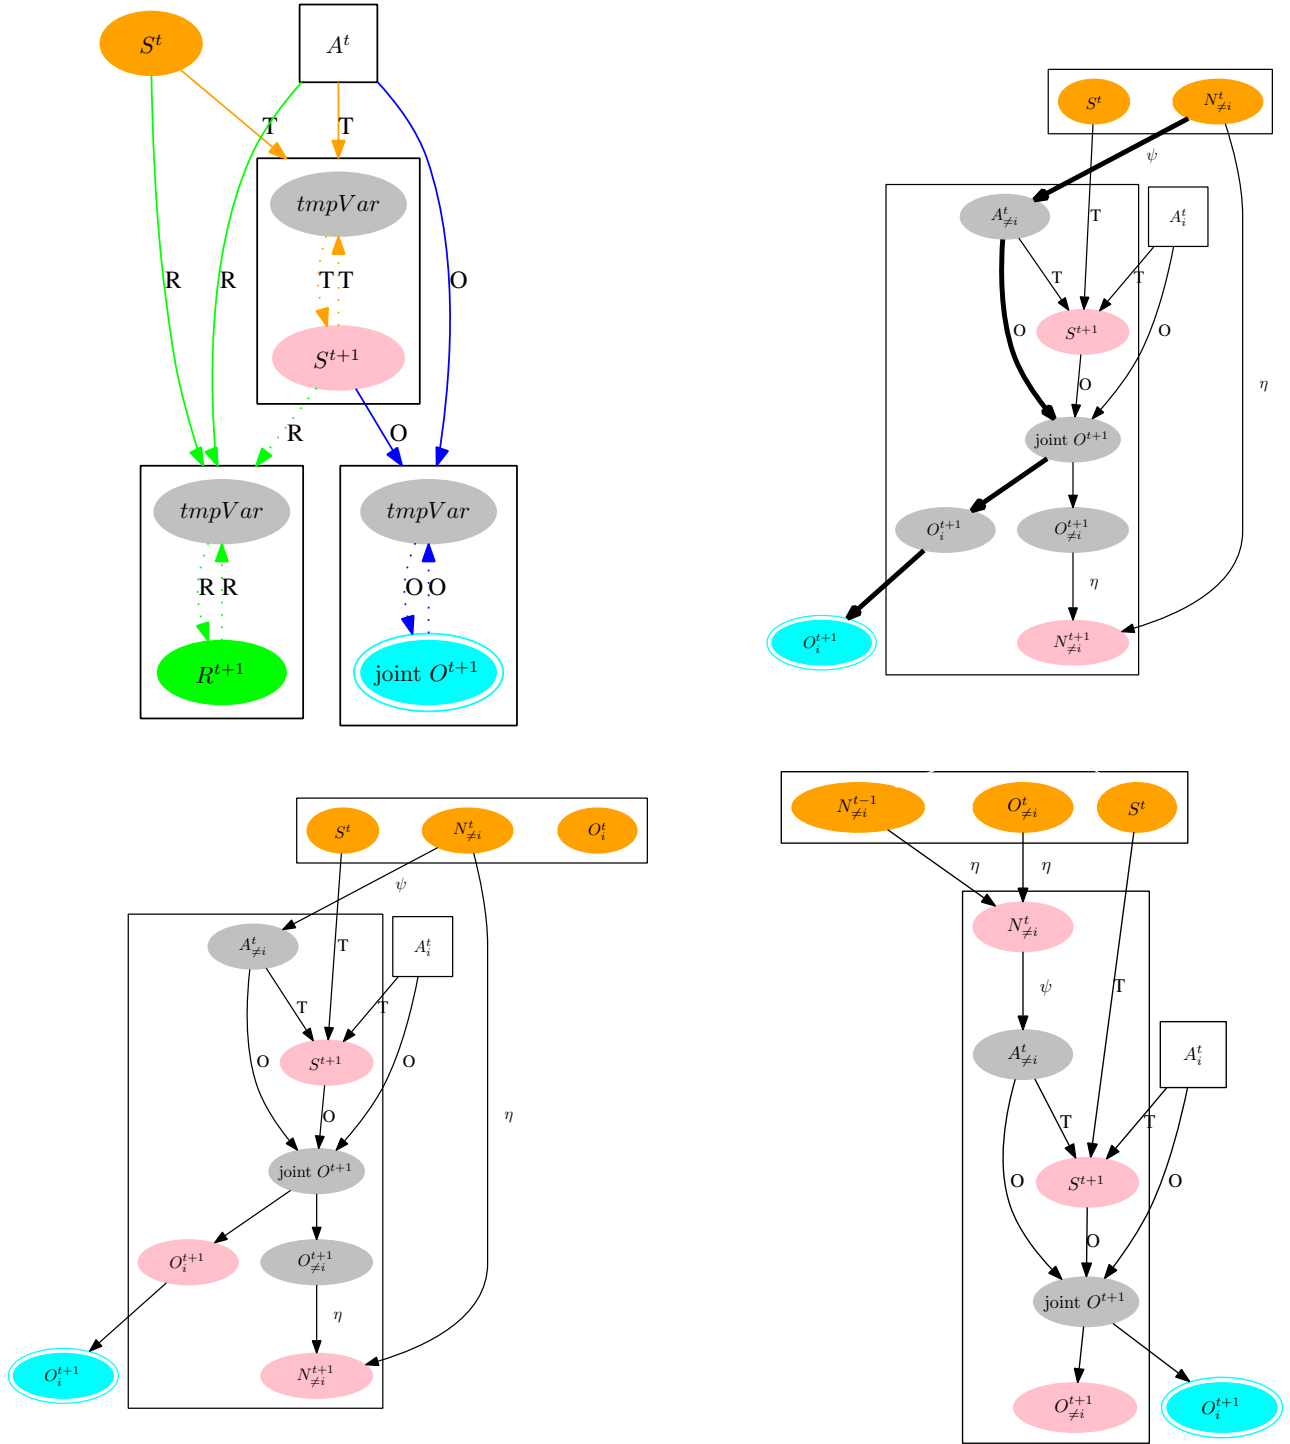 S^t A^t
T T
tmpVar
R R T T O
S^{t+1}
R O
tmpVar tmpVar
R R O O
R^{t+1} joint O^{t+1}
S^t N^t_{≠i}
ψ
A^t_{≠i} T A^t_i
T T
O S^{t+1} O
O η
joint O^{t+1}
O^{t+1}_i O^{t+1}_{≠i}
η
O^{t+1}_i N^{t+1}_{≠i}
S^t N^t_{≠i} O^t_i
ψ
A^t_{≠i} T A^t_i
T T
O S^{t+1} O
O η
joint O^{t+1}
O^{t+1}_i O^{t+1}_{≠i}
η
O^{t+1}_i N^{t+1}_{≠i}
N^{t-1}_{≠i} O^t_{≠i} S^t
η η
N^t_{≠i}
ψ T
A^t_{≠i} A^t_i
T T
O S^{t+1} O
O
joint O^{t+1}
O^{t+1}_{≠i} O^{t+1}_i